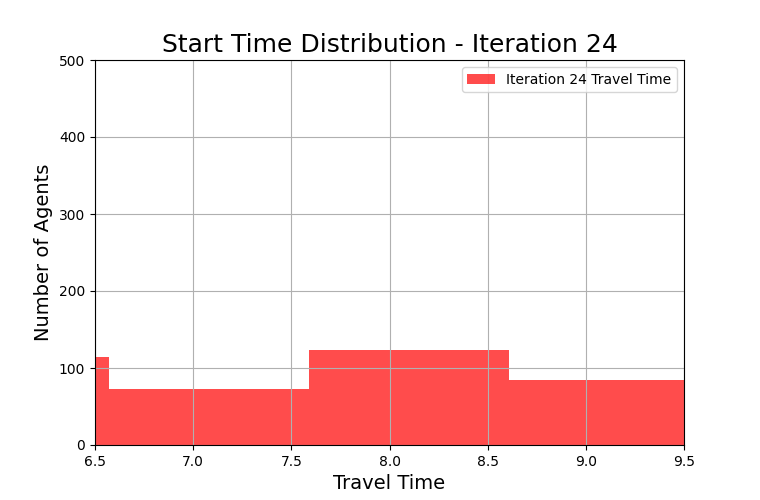 Start Time Distribution - Iteration 24
Iteration 24 Travel Time
500
400
300
200
100
0
Number of Agents
6.5 7.0 7.5 8.0 8.5 9.0 9.5
Travel Time